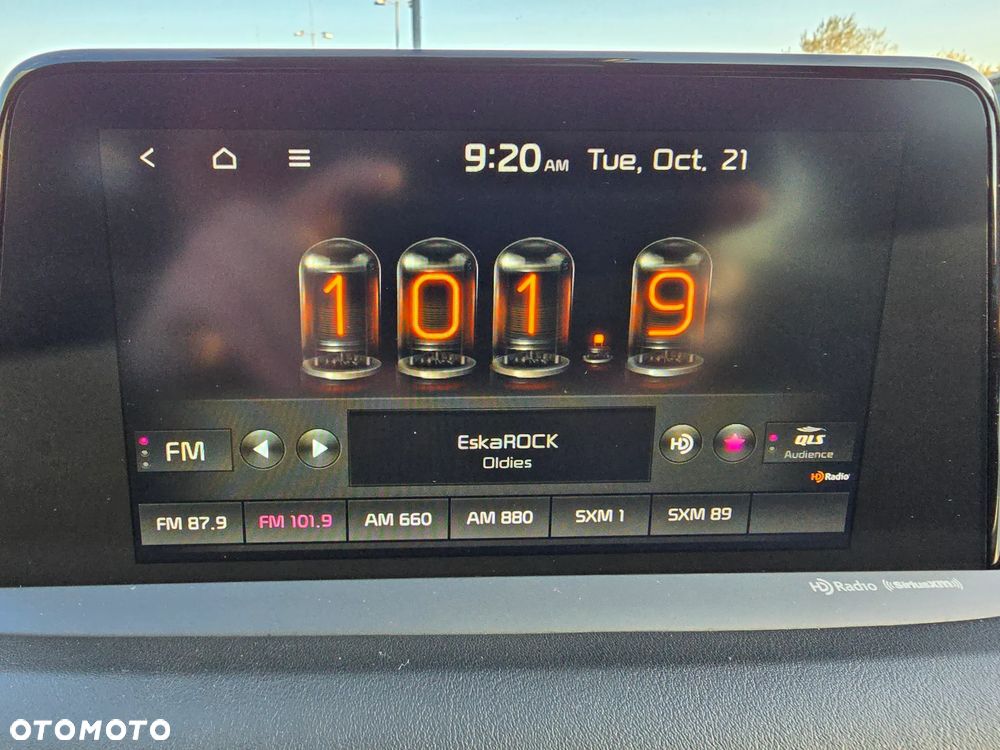 9:20 AM Tue, Oct. 21
101.9
FM
EskaROCK
Oldies
HD
QLS
Audience
HD Radio
FM 87.9 FM 101.9 AM 660 AM 880 SXM 1 SXM 89
HD Radio ((SiriusXM))
OTOMOTO